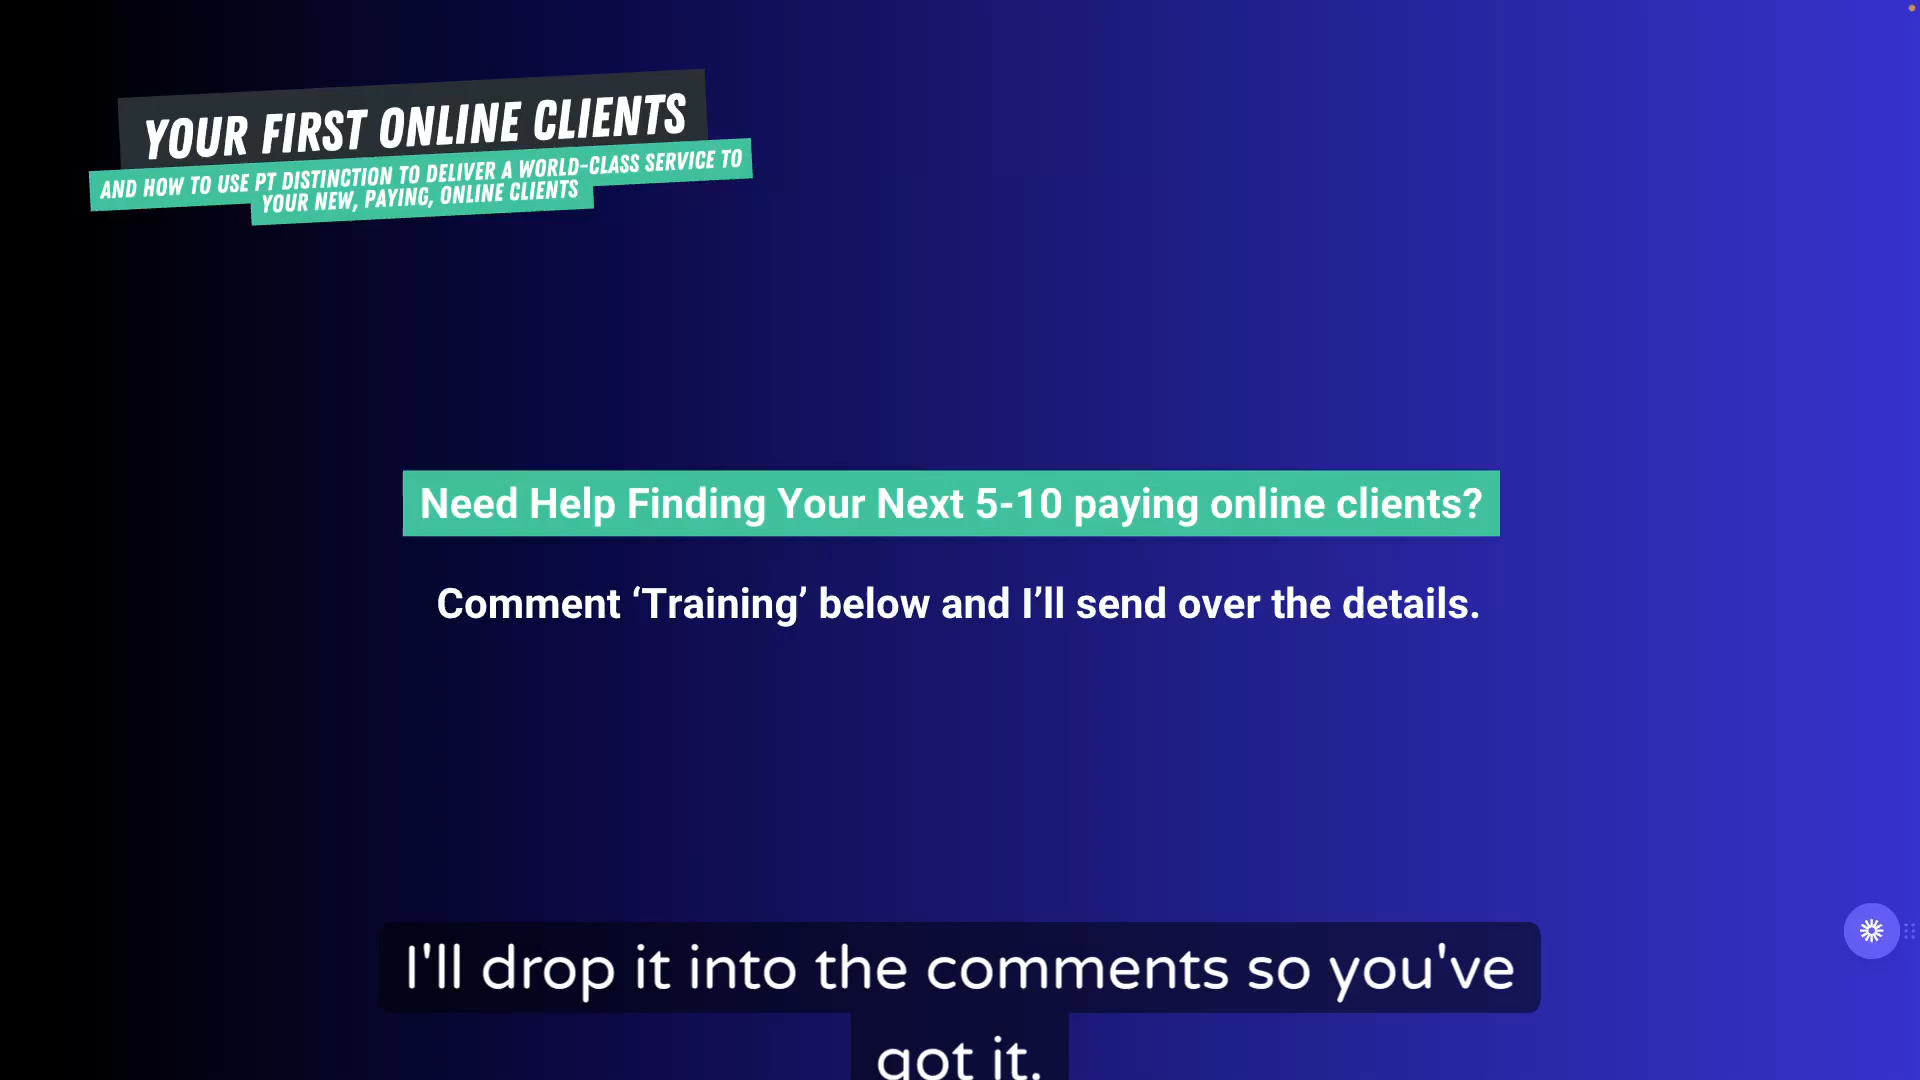 YOUR FIRST ONLINE CLIENTS
AND HOW TO USE PT DISTINCTION TO DELIVER A WORLD-CLASS SERVICE TO
YOUR NEW, PAYING, ONLINE CLIENTS
Need Help Finding Your Next 5-10 paying online clients?
Comment ‘Training’ below and I’ll send over the details.
I'll drop it into the comments so you've
got it.